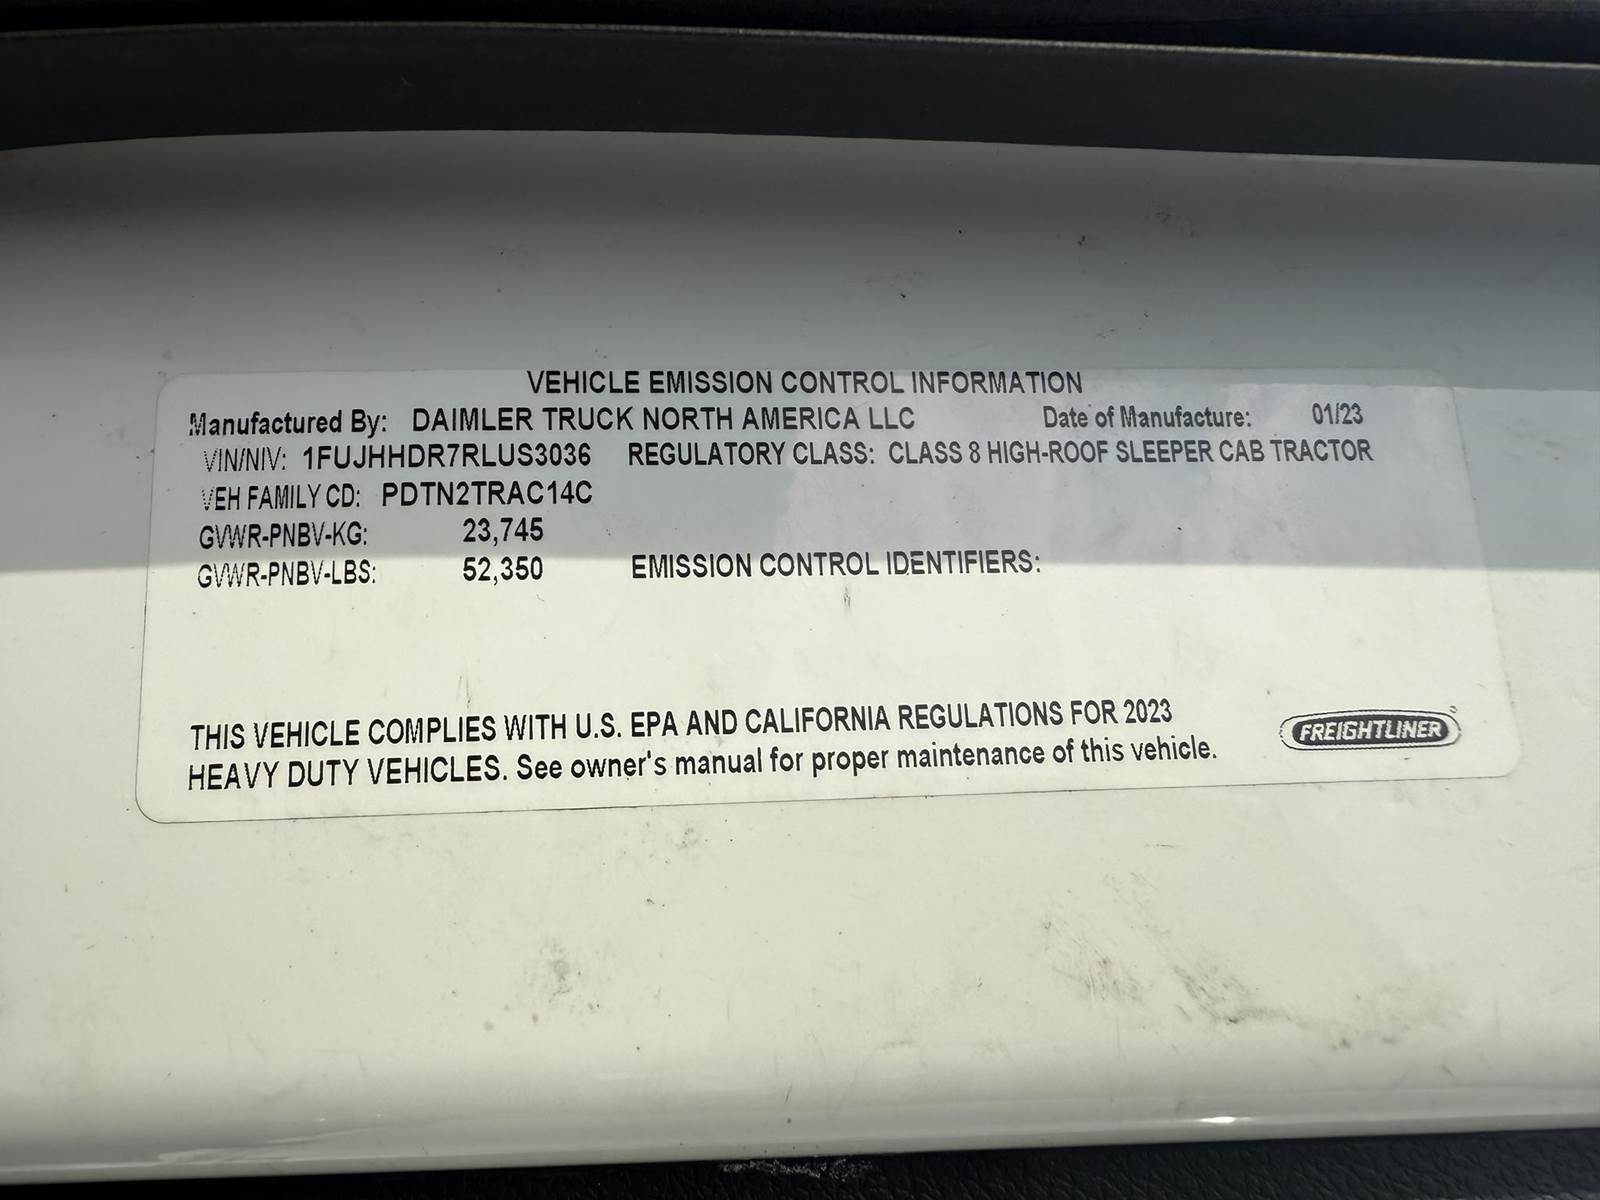 VEHICLE EMISSION CONTROL INFORMATION
Manufactured By: DAIMLER TRUCK NORTH AMERICA LLC Date of Manufacture: 01/23
VIN/NIV: 1FUJHHDR7RLUS3036 REGULATORY CLASS: CLASS 8 HIGH-ROOF SLEEPER CAB TRACTOR
VEH FAMILY CD: PDTN2TRAC14C
GVWR-PNBV-KG: 23,745
GVWR-PNBV-LBS: 52,350 EMISSION CONTROL IDENTIFIERS:
THIS VEHICLE COMPLIES WITH U.S. EPA AND CALIFORNIA REGULATIONS FOR 2023
HEAVY DUTY VEHICLES. See owner's manual for proper maintenance of this vehicle.
FREIGHTLINER